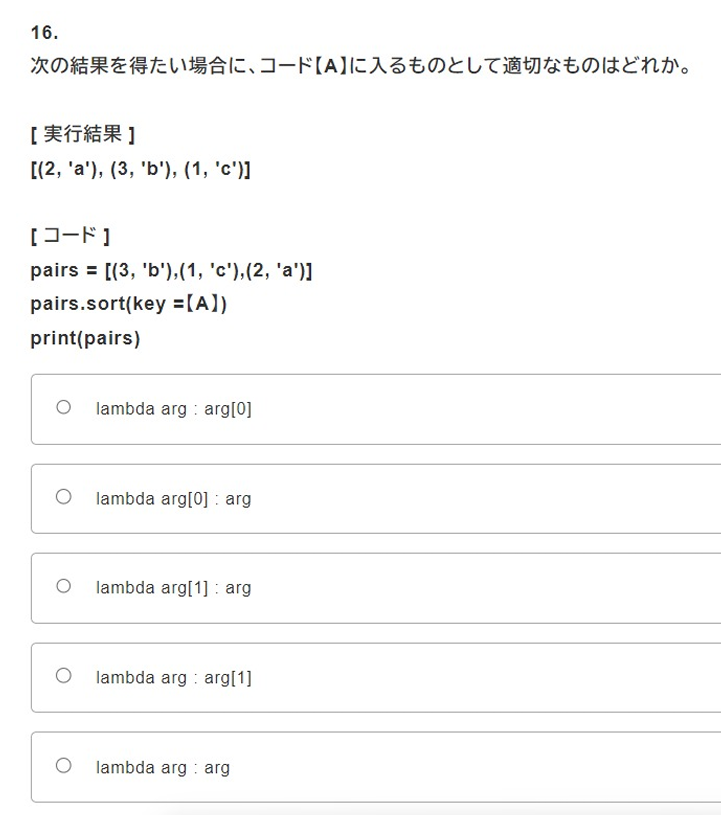 16.
次の結果を得たい場合に、コード【A】に入るものとして適切なものはどれか。
[ 実行結果 ]
[(2, 'a'), (3, 'b'), (1, 'c')]
[ コード ]
pairs = [(3, 'b'),(1, 'c'),(2, 'a')]
pairs.sort(key =【A】)
print(pairs)
lambda arg : arg[0]
lambda arg[0] : arg
lambda arg[1] : arg
lambda arg : arg[1]
lambda arg : arg